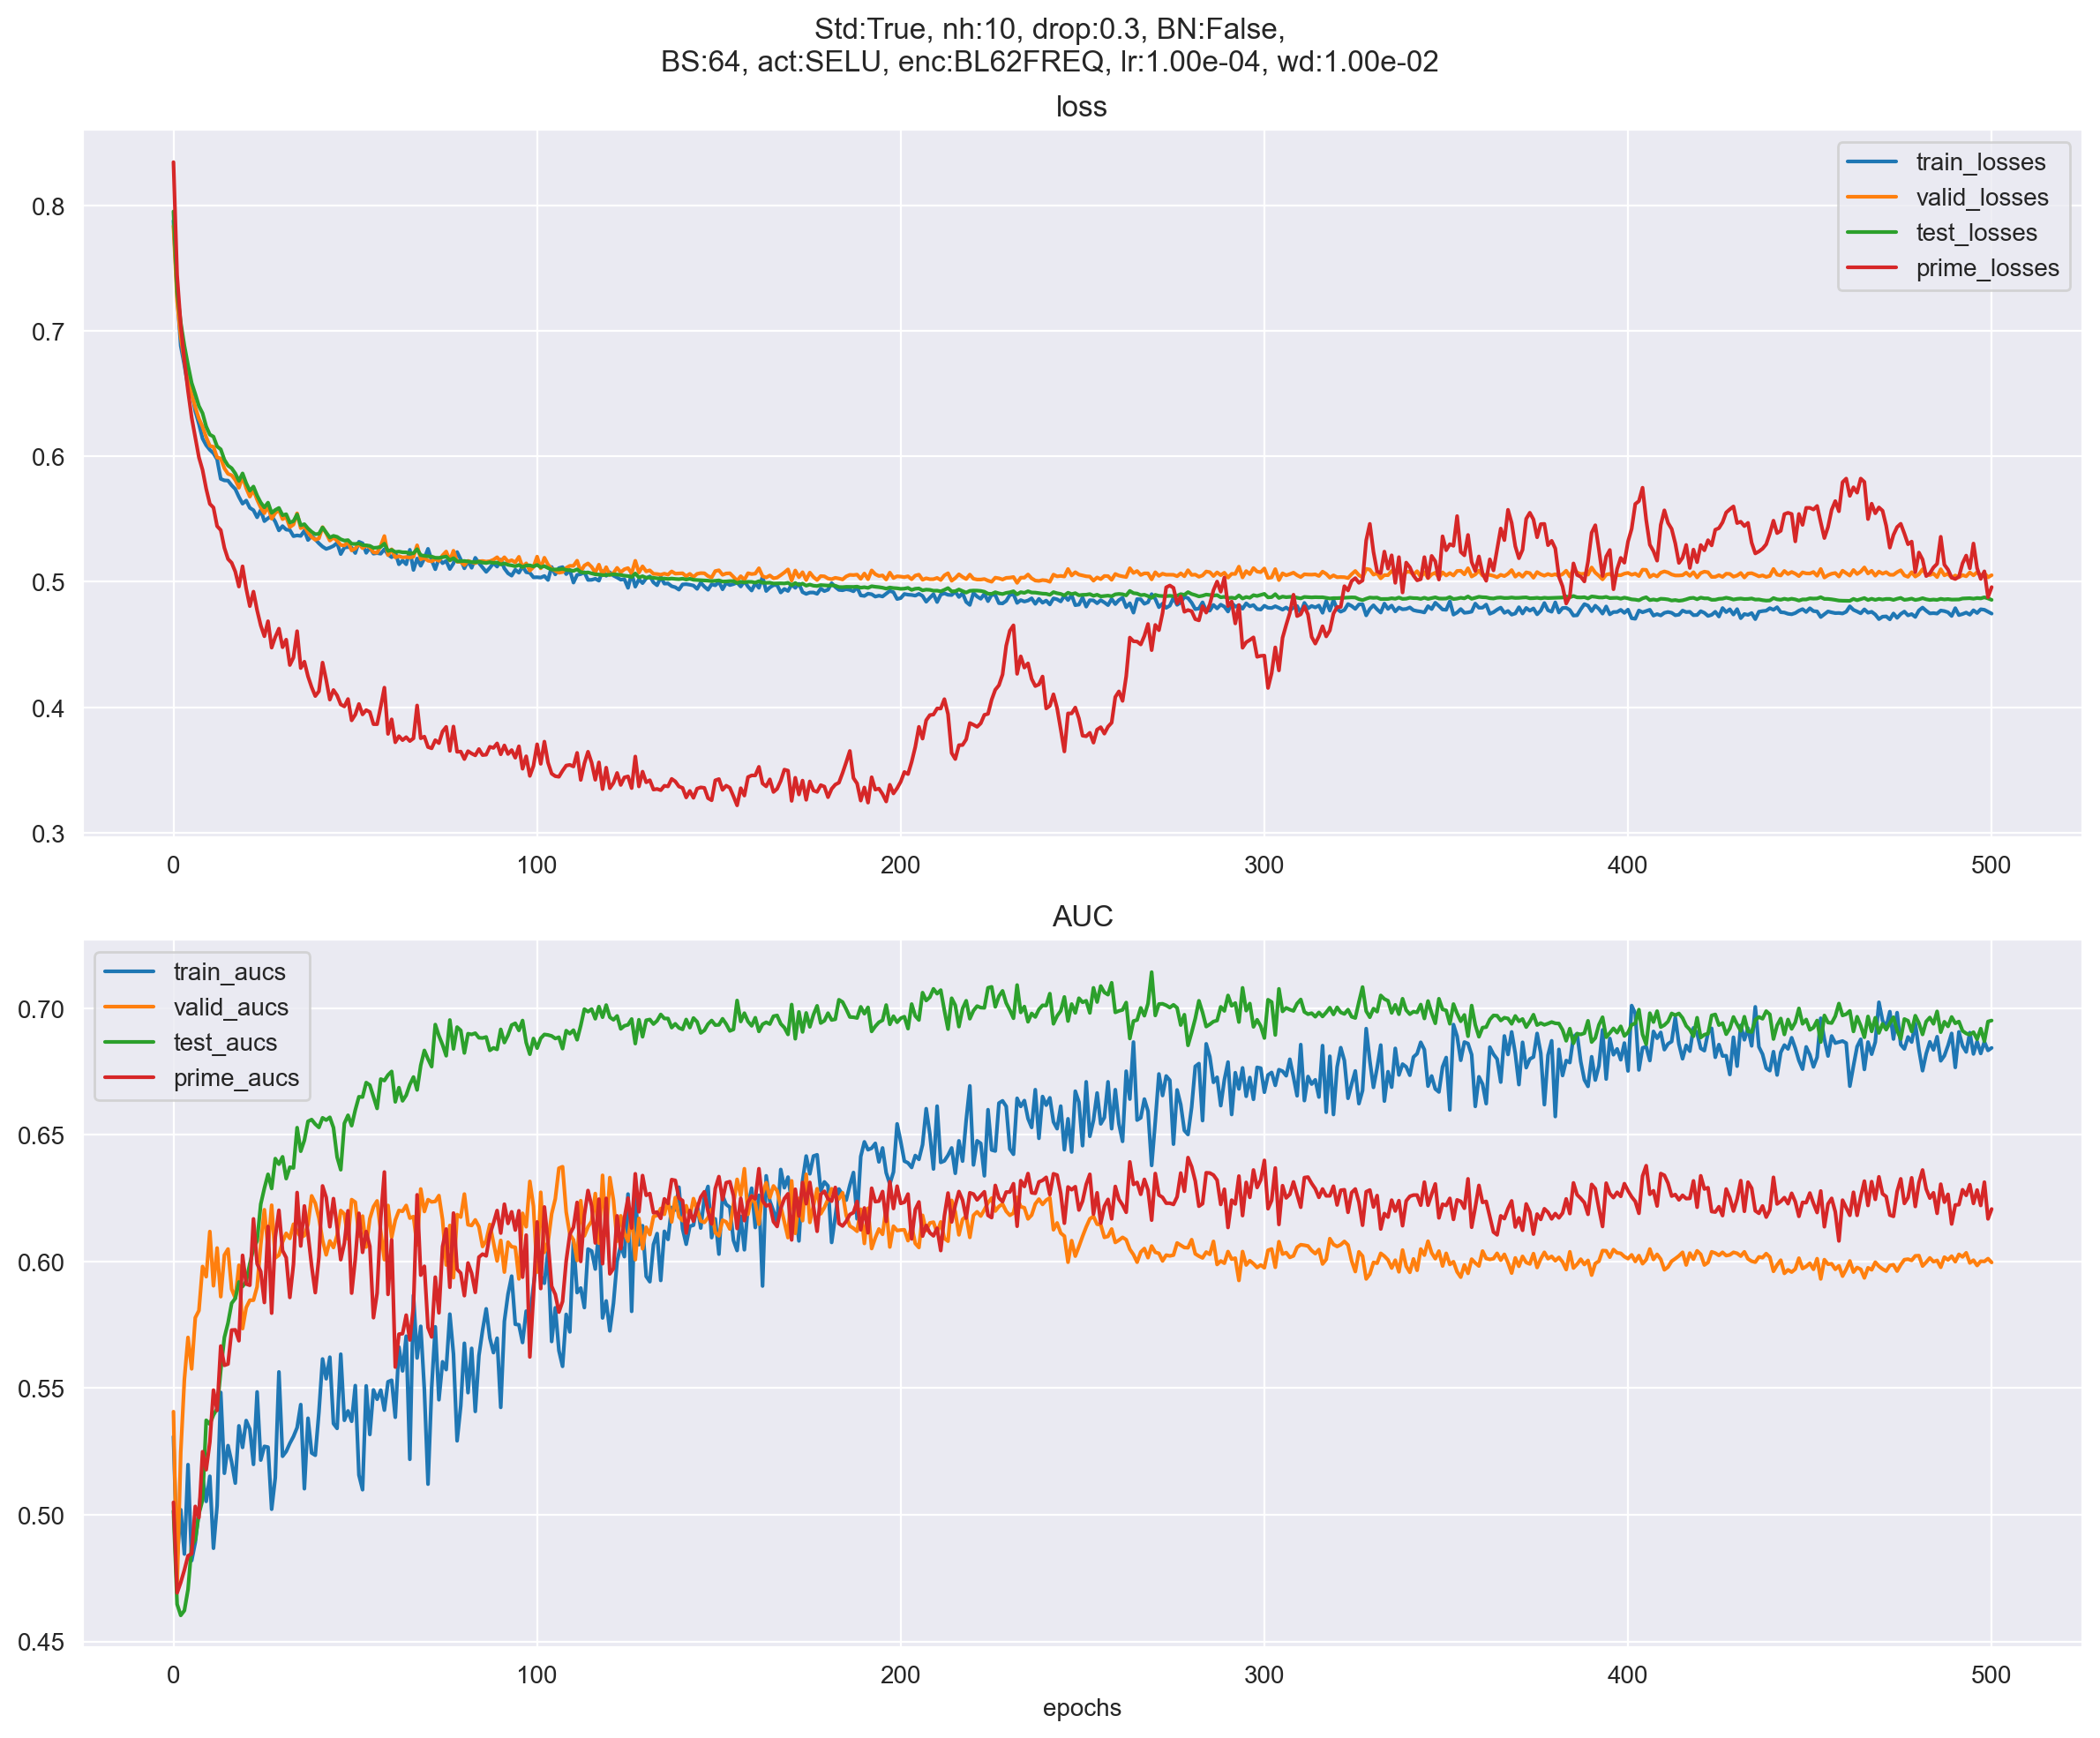 Std:True, nh:10, drop:0.3, BN:False,
BS:64, act:SELU, enc:BL62FREQ, lr:1.00e-04, wd:1.00e-02
loss
train_losses
valid_losses
test_losses
prime_losses
0.8
0.7
0.6
0.5
0.4
0.3
0
100
200
300
400
500
AUC
train_aucs
valid_aucs
test_aucs
prime_aucs
0.70
0.65
0.60
0.55
0.50
0.45
0
100
200
300
400
500
epochs